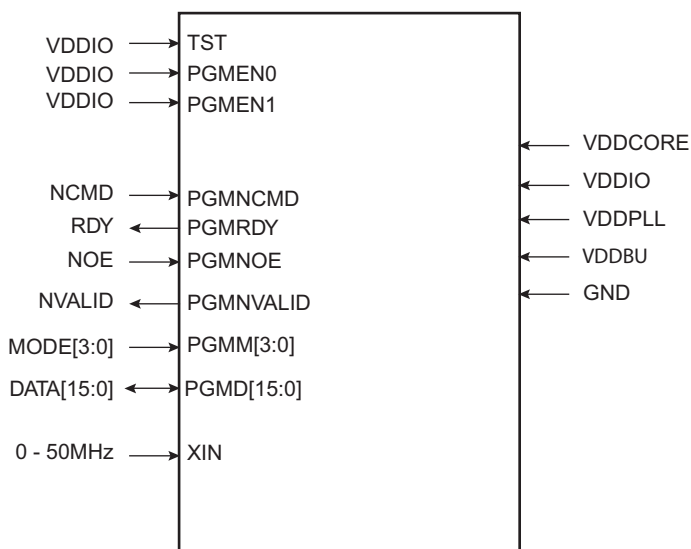 VDDIO TST
VDDIO PGMEN0
VDDIO PGMEN1
VDDCORE
VDDIO
NCMD PGMNCMD
VDDPLL
RDY PGMRDY
VDDBU
NOE PGMNOE
GND
NVALID PGMNVALID
MODE[3:0] PGMM[3:0]
DATA[15:0] PGMD[15:0]
0 - 50MHz XIN